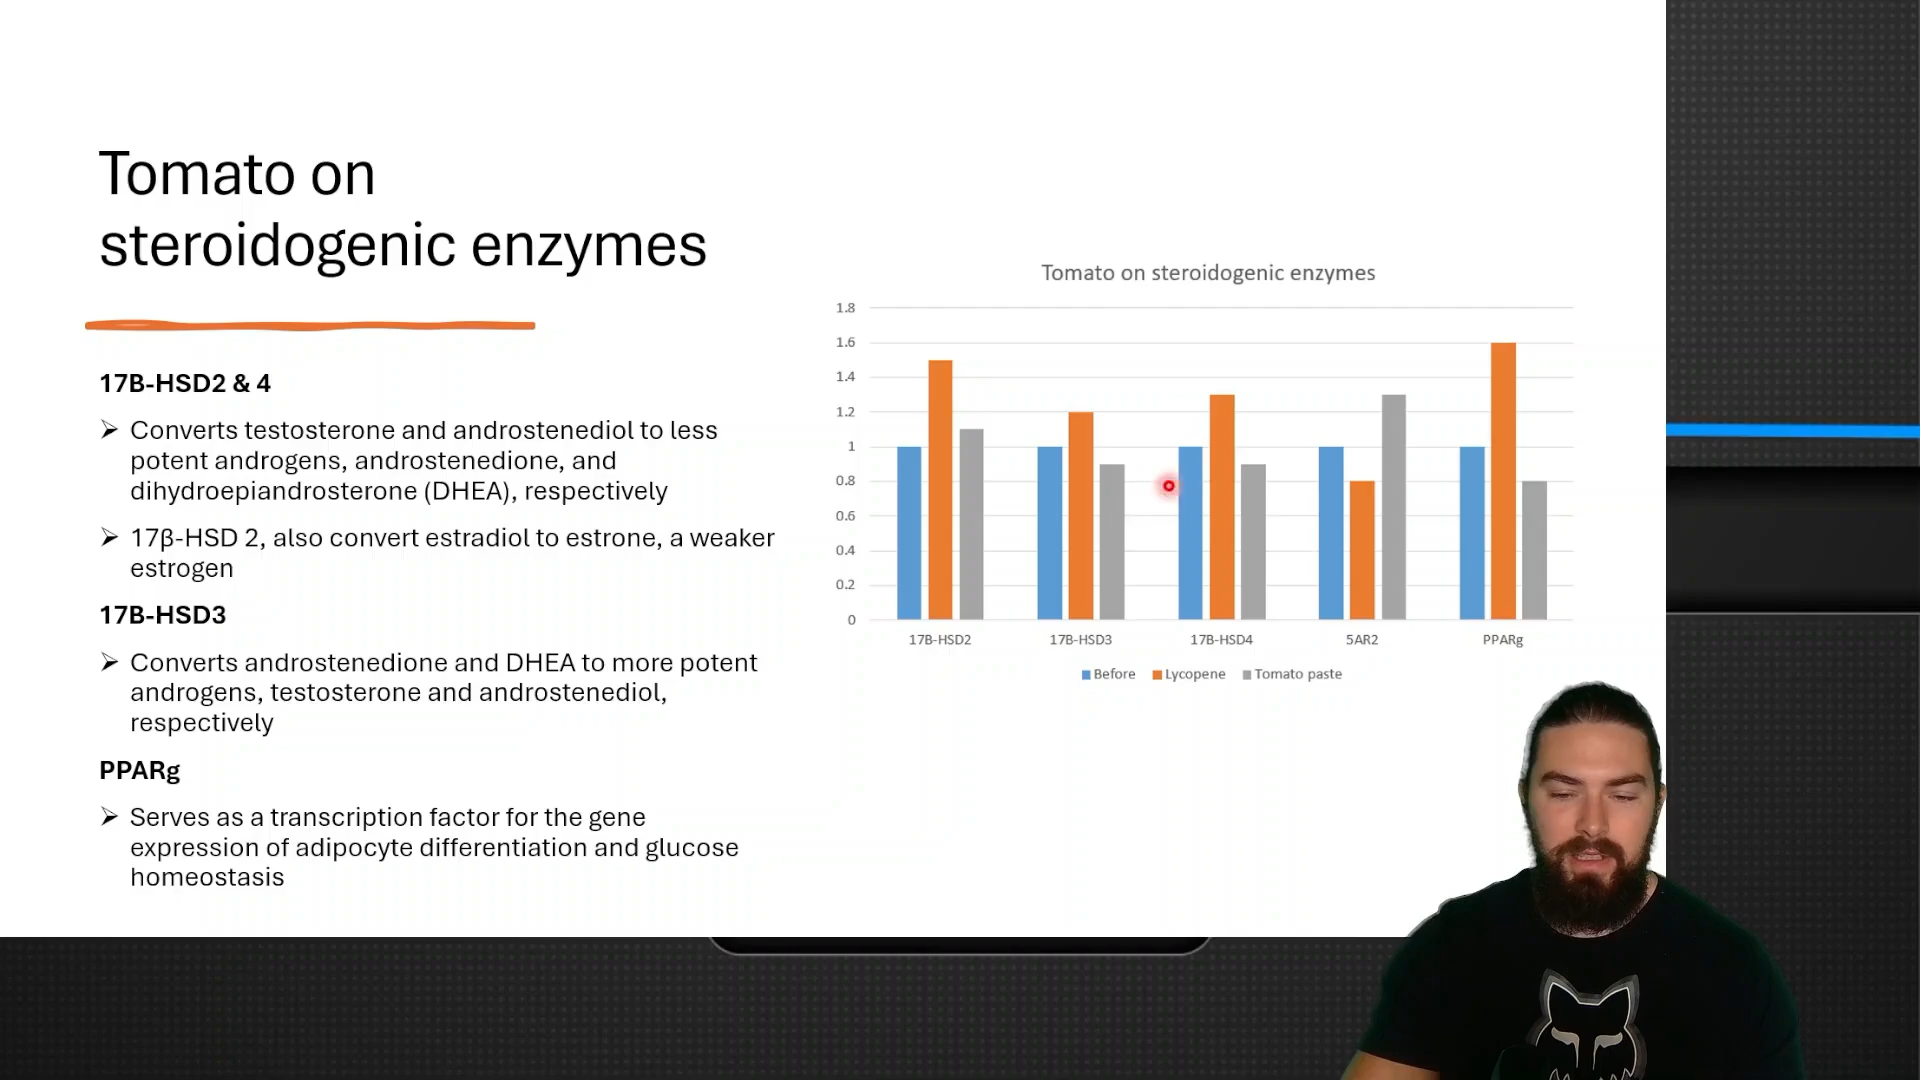 Tomato on
steroidogenic enzymes
17B-HSD2 & 4
Converts testosterone and androstenediol to less
potent androgens, androstenedione, and
dihydroepiandrosterone (DHEA), respectively
17β-HSD 2, also convert estradiol to estrone, a weaker
estrogen
17B-HSD3
Converts androstenedione and DHEA to more potent
androgens, testosterone and androstenediol,
respectively
PPARg
Serves as a transcription factor for the gene
expression of adipocyte differentiation and glucose
homeostasis
Tomato on steroidogenic enzymes
1.8
1.6
1.4
1.2
1
0.8
0.6
0.4
0.2
0
17B-HSD2 17B-HSD3 17B-HSD4 5AR2 PPARg
Before Lycopene Tomato paste